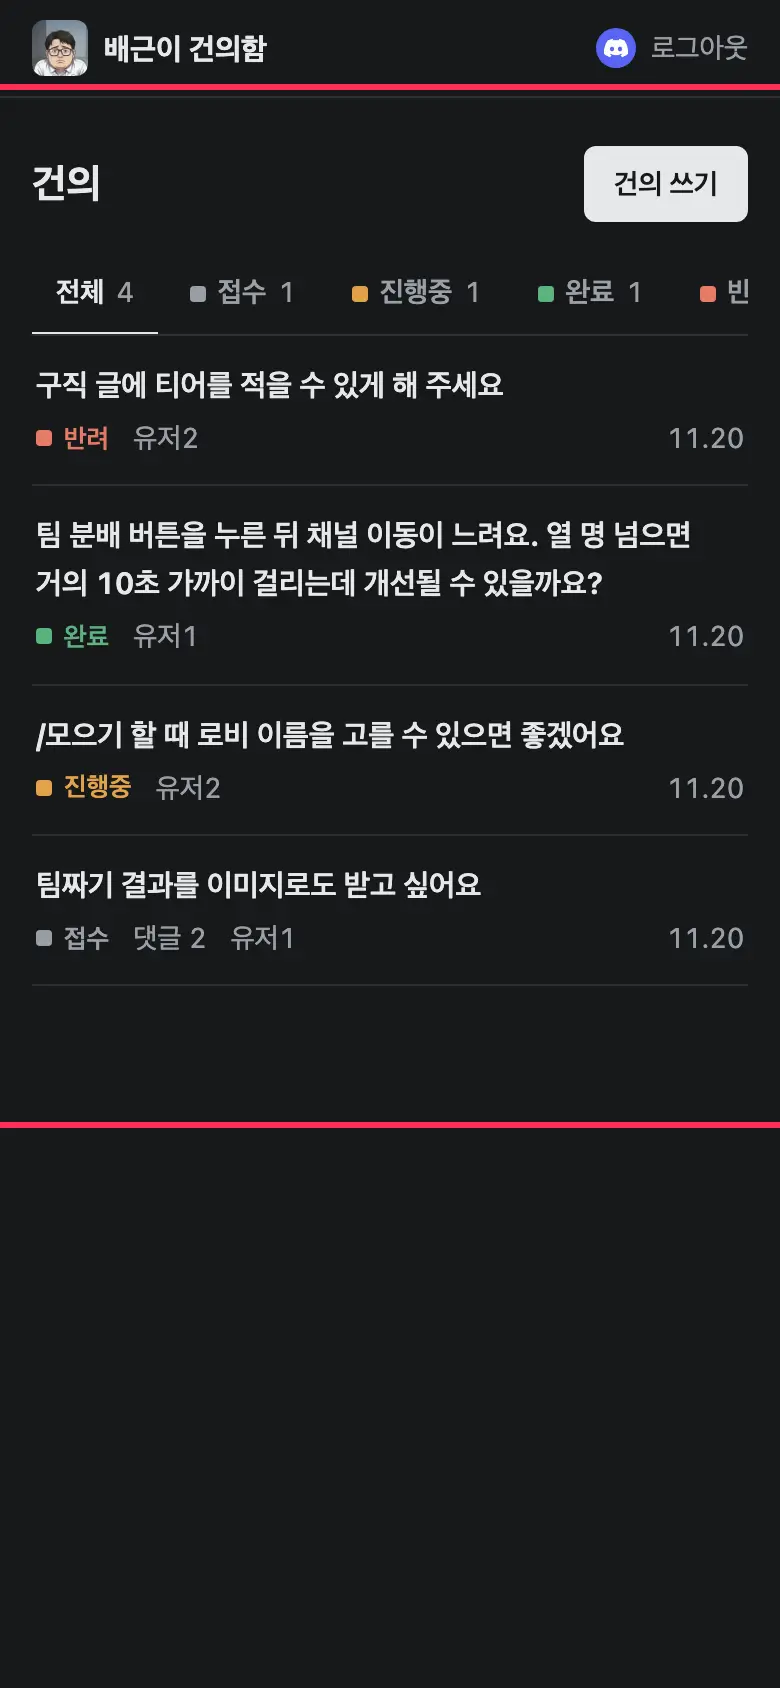 배근이 건의함 로그아웃
건의 건의 쓰기
전체 4 접수 1 진행중 1 완료 1 반
구직 글에 티어를 적을 수 있게 해 주세요
반려 유저2 11.20
팀 분배 버튼을 누른 뒤 채널 이동이 느려요. 열 명 넘으면
거의 10초 가까이 걸리는데 개선될 수 있을까요?
완료 유저1 11.20
/모으기 할 때 로비 이름을 고를 수 있으면 좋겠어요
진행중 유저2 11.20
팀짜기 결과를 이미지로도 받고 싶어요
접수 댓글 2 유저1 11.20